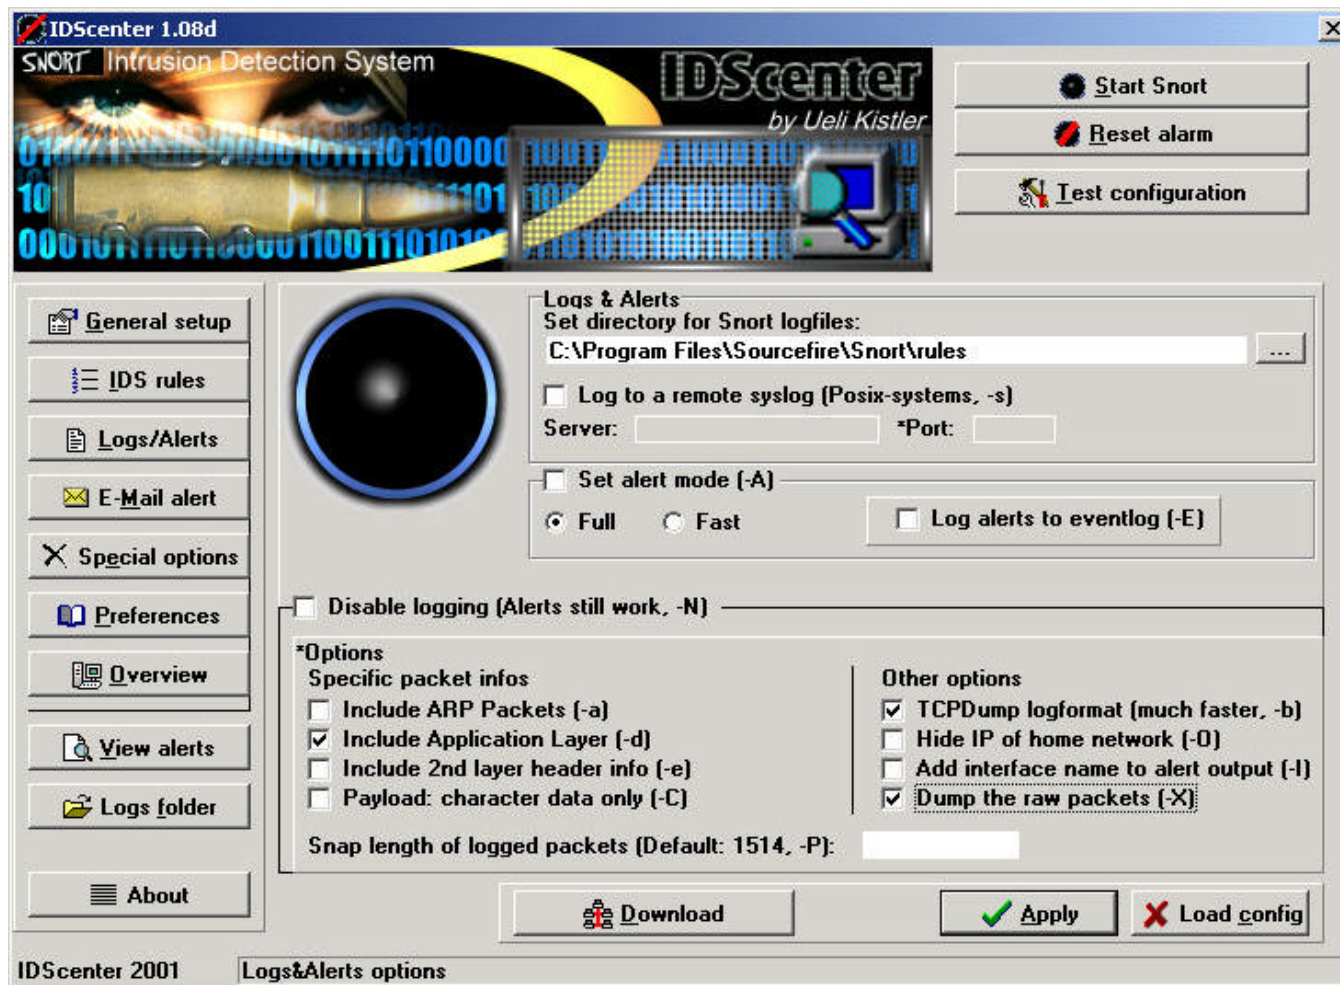 IDScenter 1.08d
SNORT Intrusion Detection System
IDScenter
by Ueli Kistler
Start Snort
Reset alarm
Test configuration
General setup
IDS rules
Logs/Alerts
E-Mail alert
Special options
Preferences
Overview
View alerts
Logs folder
About
Logs & Alerts
Set directory for Snort logfiles:
C:\Program Files\Sourcefire\Snort\rules
...
Log to a remote syslog (Posix-systems, -s)
Server: *Port:
Set alert mode (-A)
Full Fast Log alerts to eventlog (-E)
Disable logging (Alerts still work, -N)
*Options
Specific packet infos
Include ARP Packets (-a)
Include Application Layer (-d)
Include 2nd layer header info (-e)
Payload: character data only (-C)
Other options
TCPDump logformat (much faster, -b)
Hide IP of home network (-O)
Add interface name to alert output (-I)
Dump the raw packets (-X)
Snap length of logged packets (Default: 1514, -P):
Download Apply Load config
IDScenter 2001 Logs&Alerts options